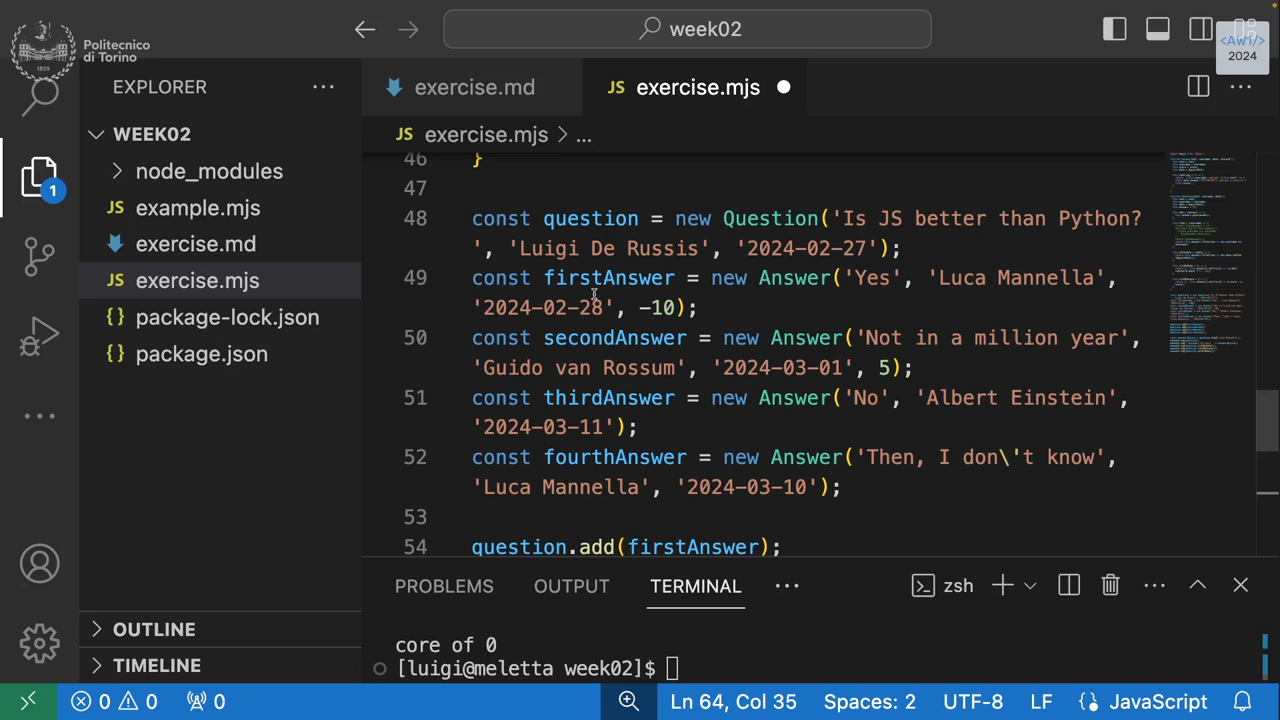 week02
Politecnico
di Torino
1859
<Aw1/>
2024
EXPLORER
exercise.md
JS exercise.mjs
WEEK02
JS exercise.mjs > ...
node_modules
JS example.mjs
exercise.md
JS exercise.mjs
{} package-lock.json
{} package.json
1
46 }
47
48 const question = new Question('Is JS better than Python?
', 'Luigi De Russis', '2024-02-27');
49 const firstAnswer = new Answer('Yes', 'Luca Mannella',
'2024-02-28', -10);
50 const secondAnswer = new Answer('Not in a million year',
'Guido van Rossum', '2024-03-01', 5);
51 const thirdAnswer = new Answer('No', 'Albert Einstein',
'2024-03-11');
52 const fourthAnswer = new Answer('Then, I don\'t know',
'Luca Mannella', '2024-03-10');
53
54 question.add(firstAnswer);
PROBLEMS OUTPUT TERMINAL ... zsh
core of 0
[luigi@meletta week02]$
OUTLINE
TIMELINE
0 0 0 Ln 64, Col 35 Spaces: 2 UTF-8 LF {} JavaScript